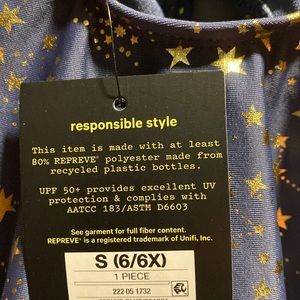 responsible style
This item is made with at least
80% REPREVE® polyester made from
recycled plastic bottles.
UPF 50+ provides excellent UV
protection & complies with
AATCC 183/ASTM D6603
See garment for full fiber content.
REPREVE® is a registered trademark of Unifi, Inc.
S (6/6X)
1 PIECE
222 05 1732